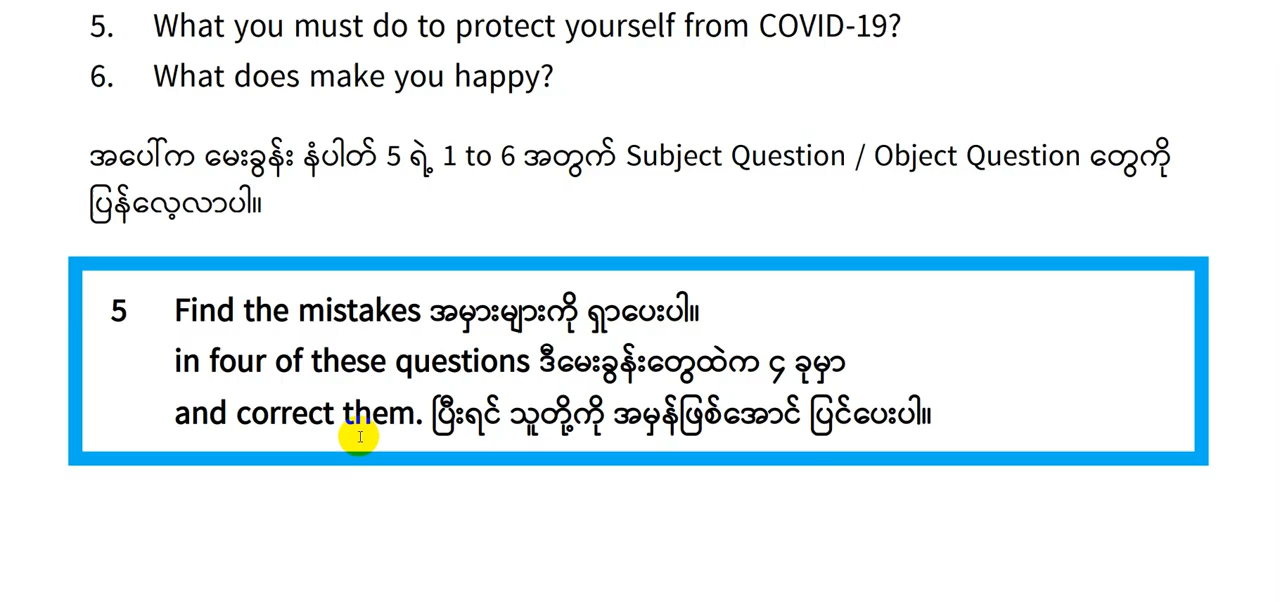 5. What you must do to protect yourself from COVID-19?
6. What does make you happy?
အပေါ်က မေးခွန်း နံပါတ် 5 ရဲ့ 1 to 6 အတွက် Subject Question / Object Question တွေကို
ပြန်လေ့လာပါ။
5 Find the mistakes အမှားများကို ရှာပေးပါ။
in four of these questions ဒီမေးခွန်းတွေထဲက ၄ ခုမှာ
and correct them. ပြီးရင် သူတို့ကို အမှန်ဖြစ်အောင် ပြင်ပေးပါ။